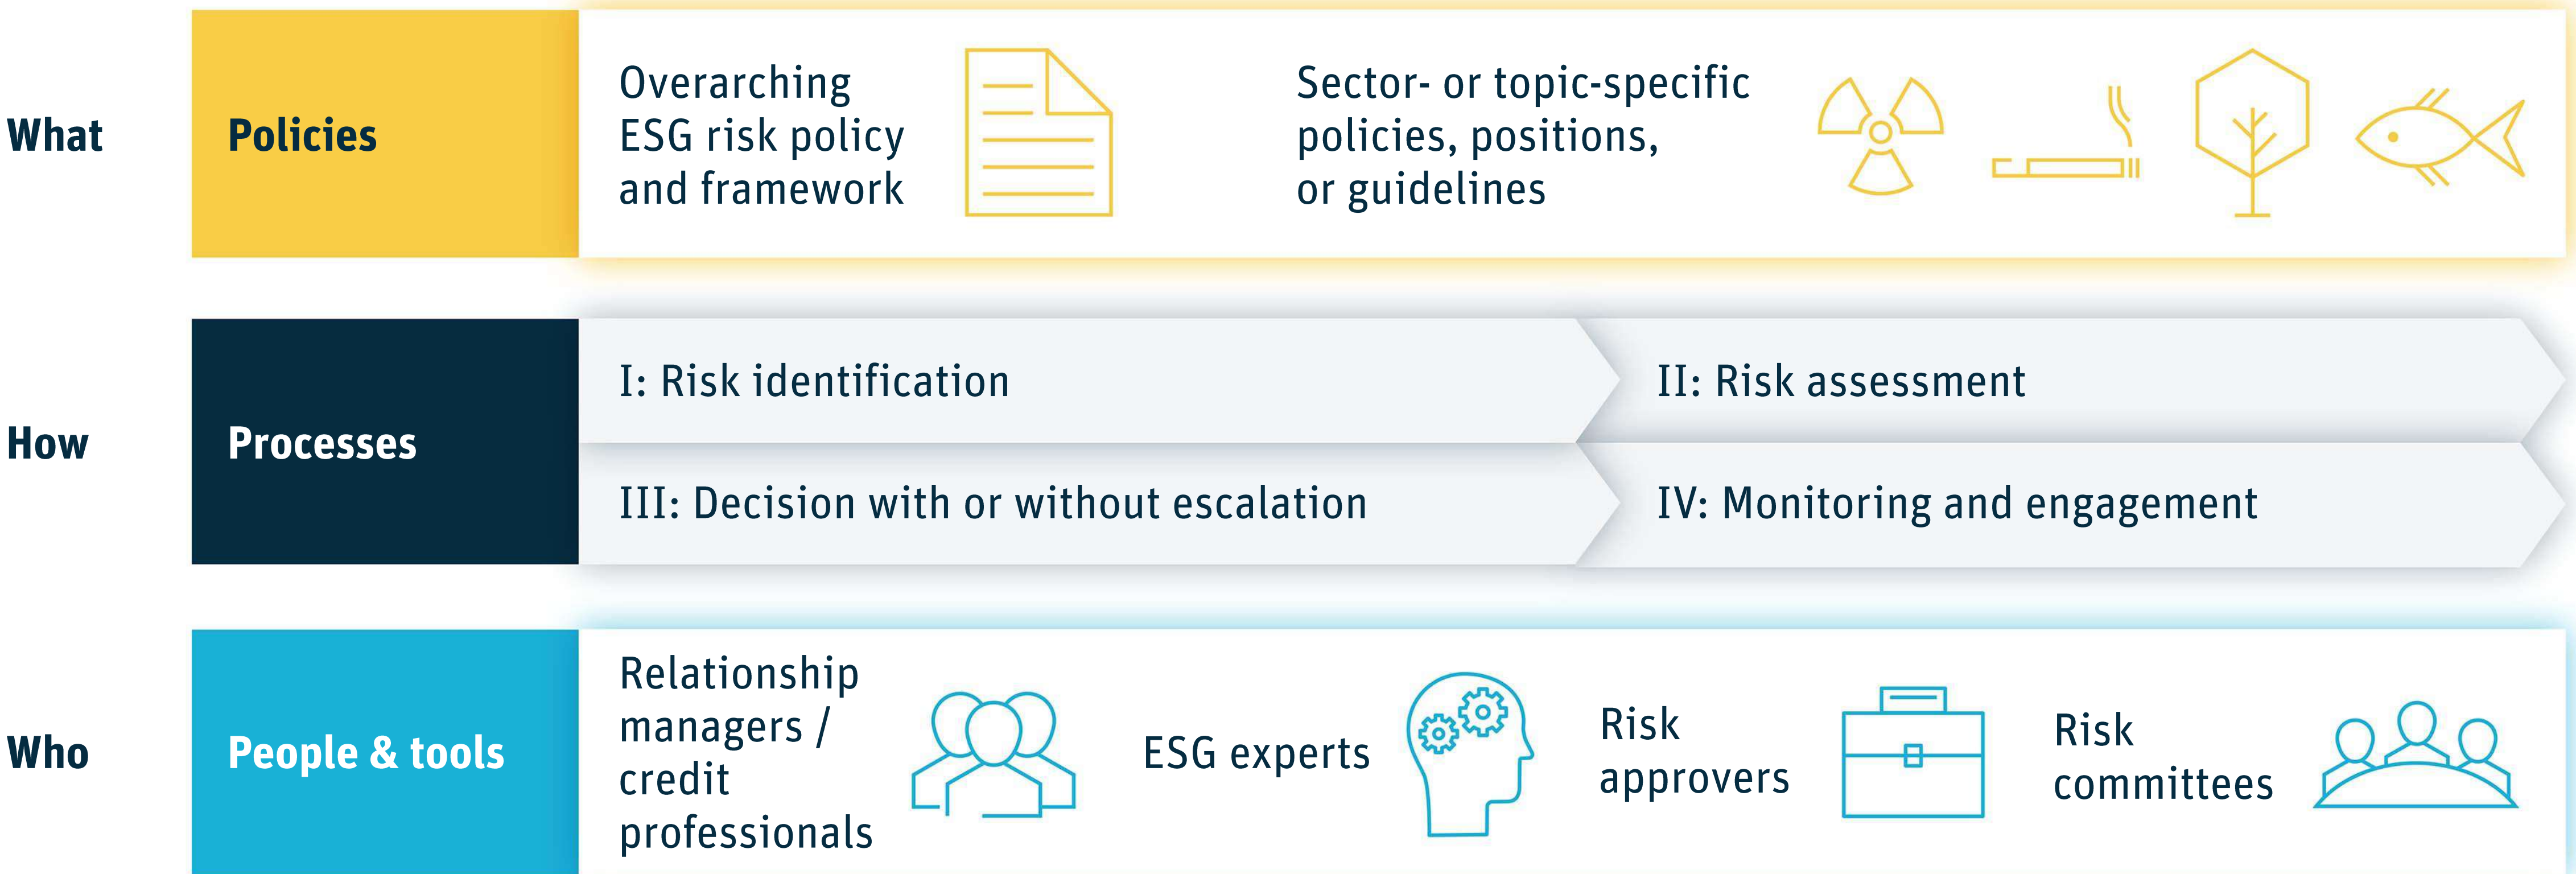 What
Policies
Overarching
ESG risk policy
and framework
Sector- or topic-specific
policies, positions,
or guidelines
How
Processes
I: Risk identification
II: Risk assessment
III: Decision with or without escalation
IV: Monitoring and engagement
Who
People & tools
Relationship
managers /
credit
professionals
ESG experts
Risk
approvers
Risk
committees